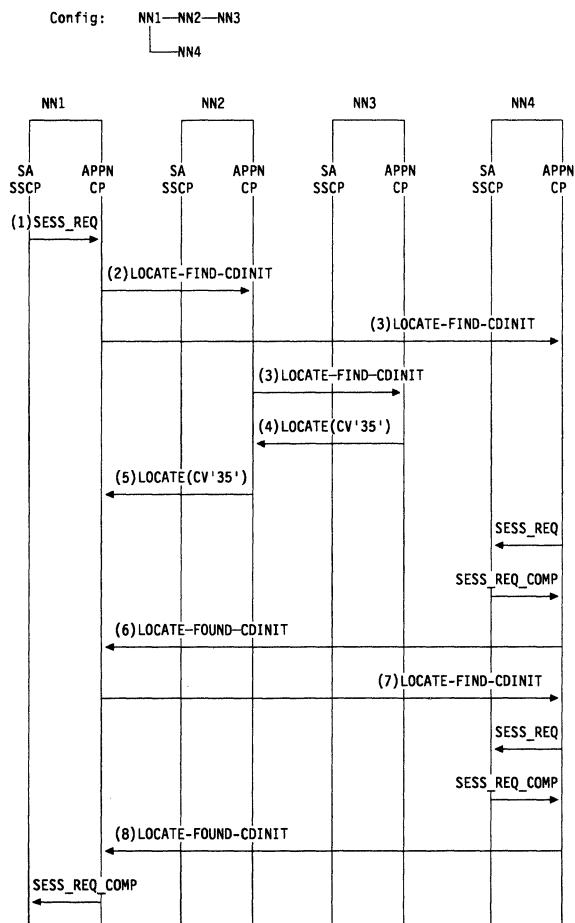 Config: NN1—NN2—NN3
NN4
NN1 NN2 NN3 NN4
SA APPN SA APPN SA APPN SA APPN
SSCP CP SSCP CP SSCP CP SSCP CP
(1)SESS_REQ
(2)LOCATE-FIND-CDINIT
(3)LOCATE-FIND-CDINIT
(3)LOCATE-FIND-CDINIT
(4)LOCATE(CV'35')
(5)LOCATE(CV'35')
SESS_REQ
SESS_REQ_COMP
(6)LOCATE-FOUND-CDINIT
(7)LOCATE-FIND-CDINIT
SESS_REQ
SESS_REQ_COMP
(8)LOCATE-FOUND-CDINIT
SESS_REQ_COMP